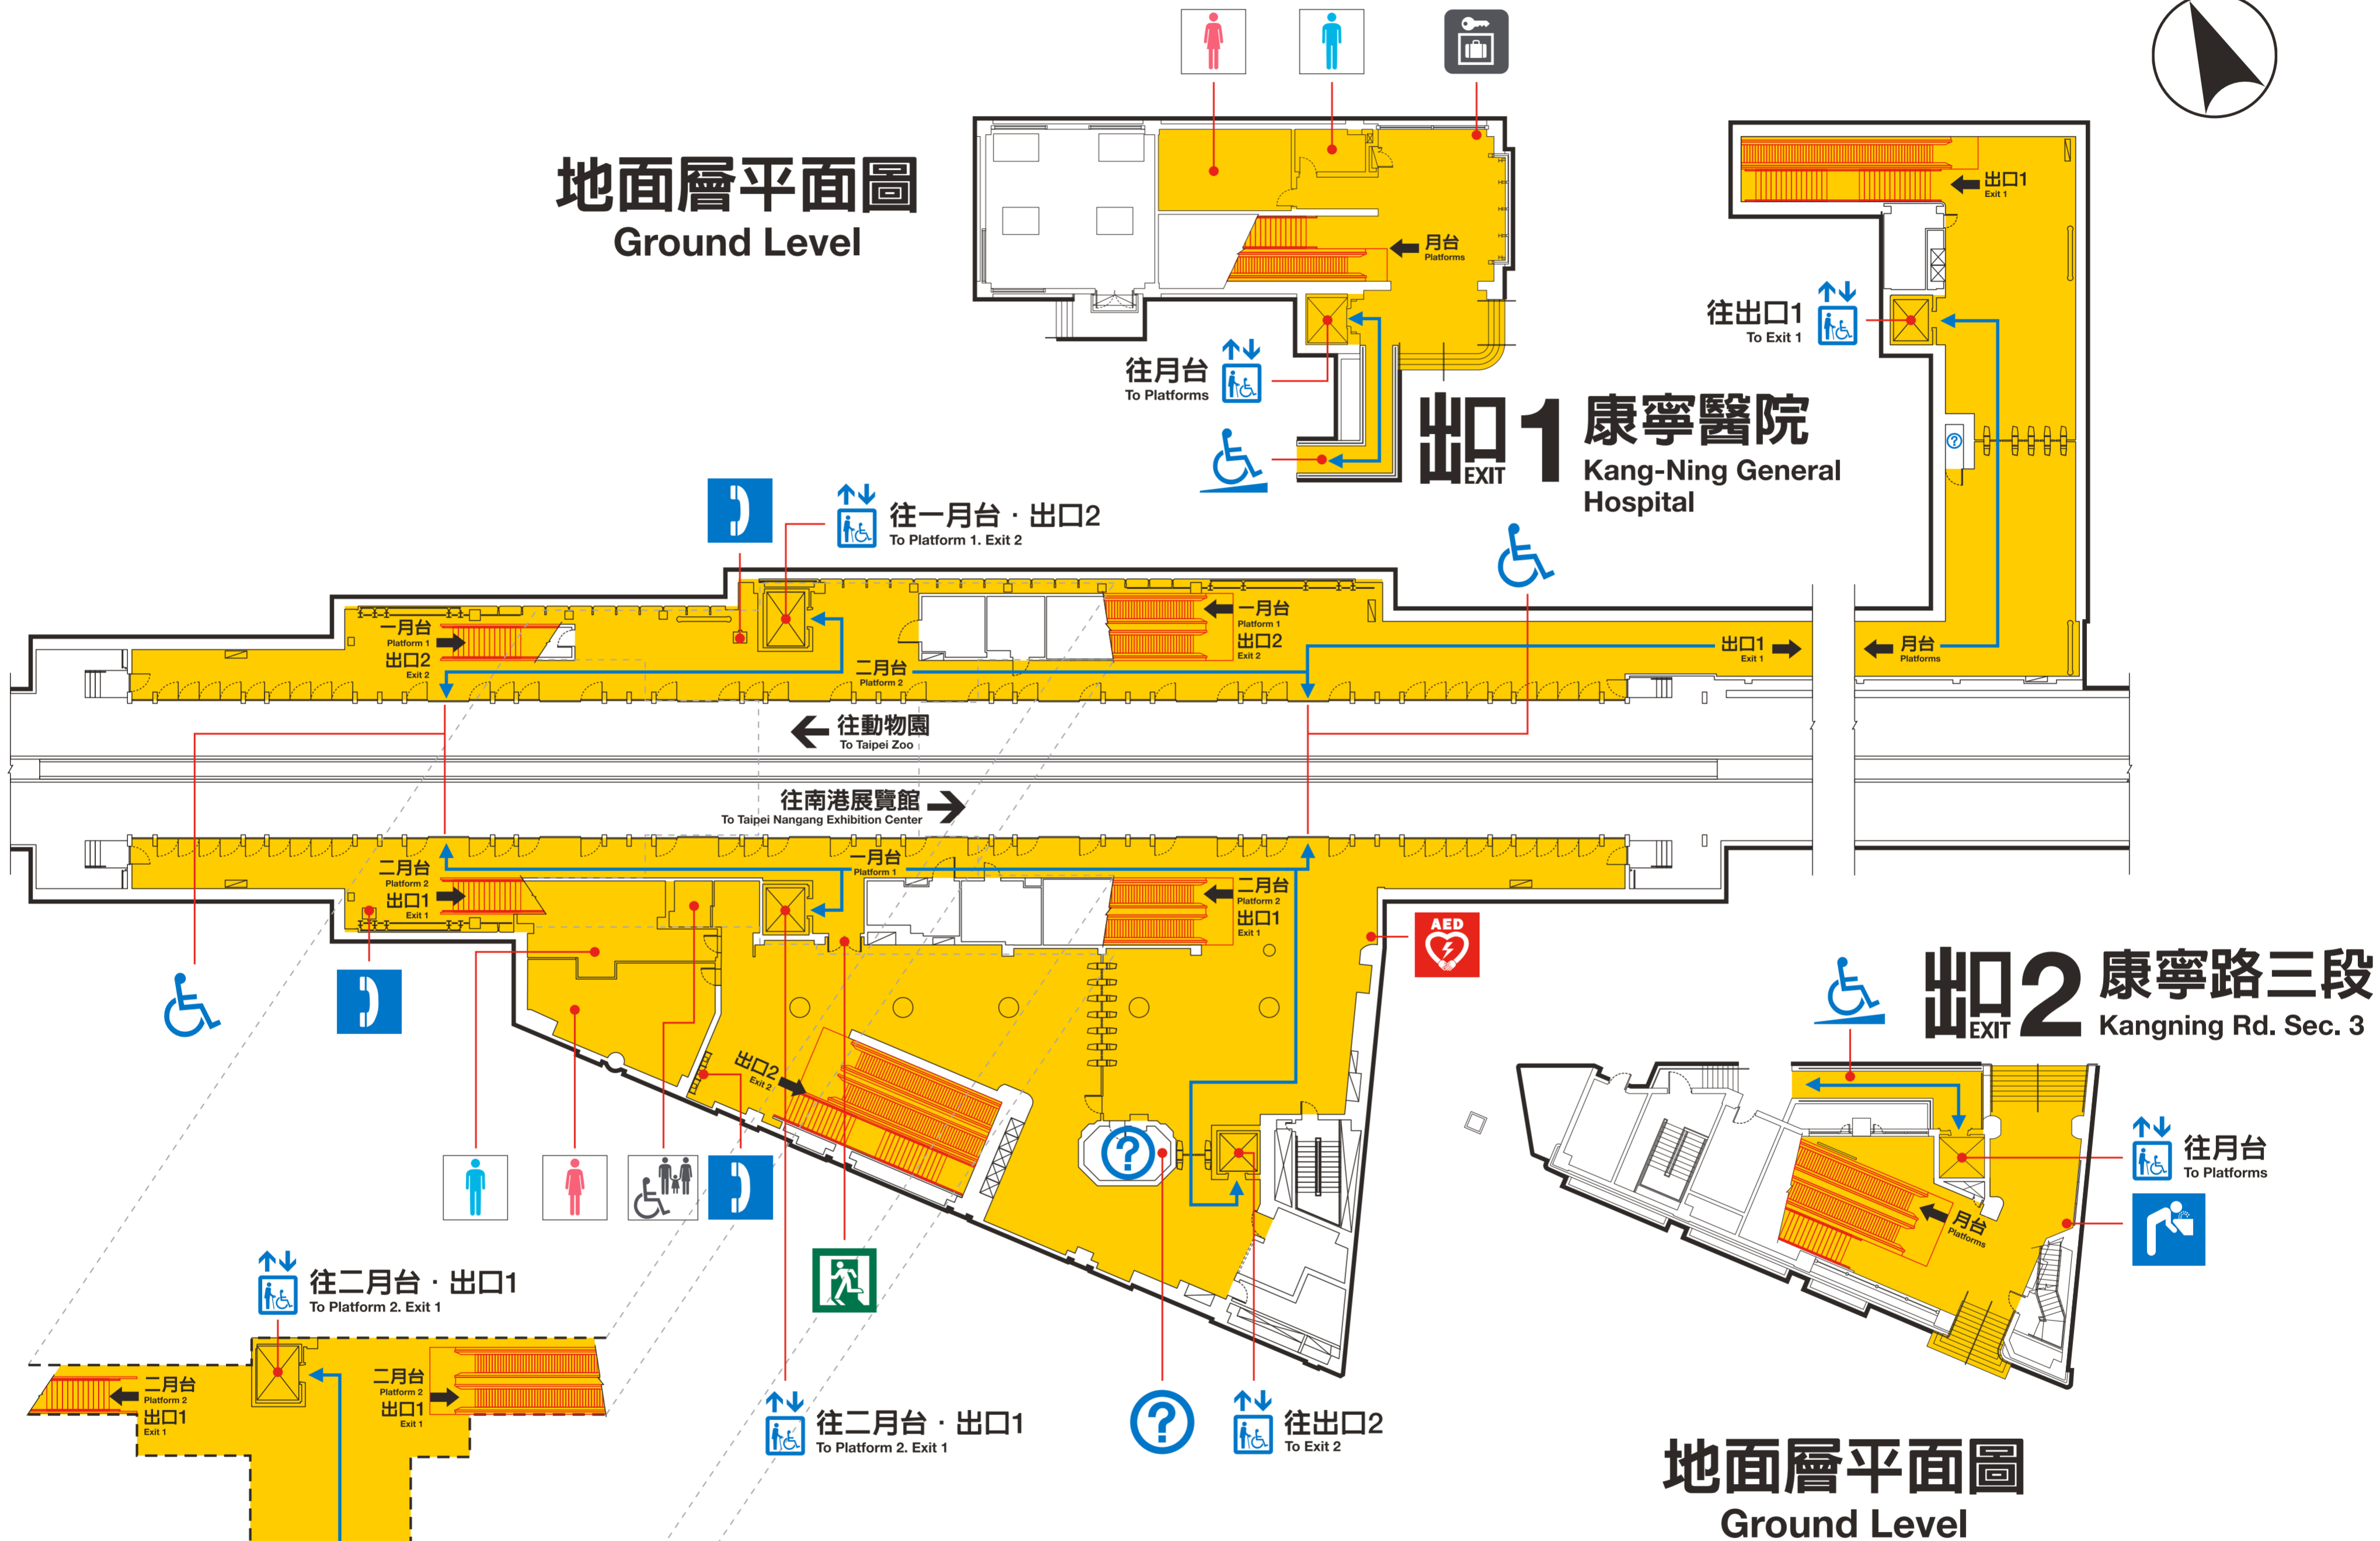 地面層平面圖
Ground Level
月台
Platforms
出口1
Exit 1
往出口1
To Exit 1
往月台
To Platforms
出口
EXIT
1
康寧醫院
Kang-Ning General
Hospital
?
往一月台‧出口2
To Platform 1. Exit 2
一月台
Platform 1
出口2
Exit 2
一月台
Platform 1
出口2
Exit 2
二月台
Platform 2
出口1
Exit 1
月台
Platforms
往動物園
To Taipei Zoo
往南港展覽館
To Taipei Nangang Exhibition Center
二月台
Platform 2
出口1
Exit 1
一月台
Platform 1
二月台
Platform 2
出口1
Exit 1
AED
出口
EXIT
2
康寧路三段
Kangning Rd. Sec. 3
出口2
Exit 2
?
往月台
To Platforms
月台
Platforms
往二月台‧出口1
To Platform 2. Exit 1
二月台
Platform 2
出口1
Exit 1
二月台
Platform 2
出口1
Exit 1
往二月台‧出口1
To Platform 2. Exit 1
?
往出口2
To Exit 2
地面層平面圖
Ground Level